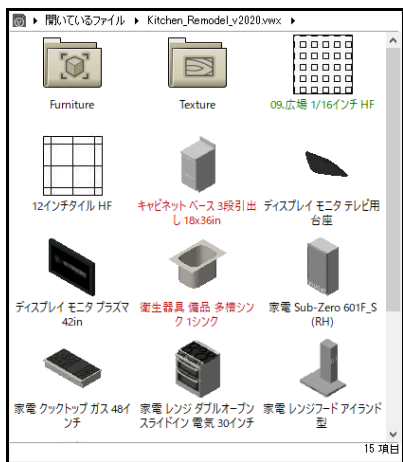 開いているファイル ▸ Kitchen_Remodel_v2020.vwx ▸
Furniture
Texture
09.広場 1/16インチ HF
12インチタイル HF
キャビネット ベース 3段引出
し 18x36in
ディスプレイ モニタ テレビ用
台座
ディスプレイ モニタ プラズマ
42in
衛生器具 備品 多槽シン
ク 1シンク
家電 Sub-Zero 601F_S
(RH)
家電 クックトップ ガス 48イ
ンチ
家電 レンジ ダブルオーブン
スライドイン 電気 30インチ
家電 レンジフード アイランド
型
15 項目